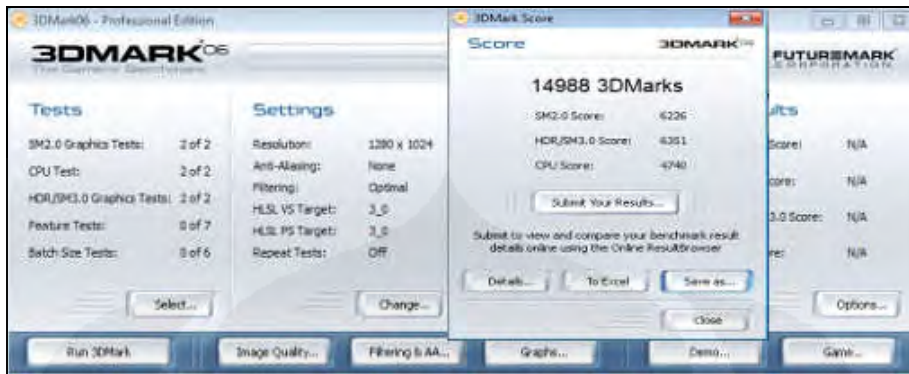 3DMark06 - Professional Edition
3DMARK06
The Gamers Benchmark
Tests
SM2.0 Graphics Tests: 2 of 2
CPU Test: 2 of 2
HDR/SM3.0 Graphics Tests: 2 of 2
Feature Tests: 0 of 7
Batch Size Tests: 0 of 6
Select...
Settings
Resolution: 1280 x 1024
Anti-Aliasing: None
Filtering: Optimal
HLSL VS Target: 3_0
HLSL PS Target: 3_0
Repeat Tests: Off
Change...
3DMark Score
Score 3DMARK06
14988 3DMarks
SM2.0 Score: 6226
HDR/SM3.0 Score: 6351
CPU Score: 4740
Submit Your Results...
Submit to view and compare your benchmark result
details online using the Online ResultBrowser
Details... To Excel Save as...
Close
FUTUREMARK
CORPORATION
ults
Score: N/A
core: N/A
3.0 Score: N/A
re: N/A
Options...
Run 3DMark Image Quality... Filtering & AA... Graphs... Demo... Game...